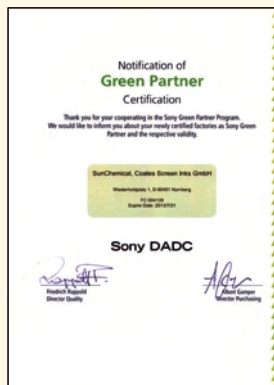 Notification of
Green Partner
Certification
Thank you for your cooperating in the Sony Green Partner Program.
We would like to inform you about your newly certified factories as Sony Green
Partner and the respective validity.
SunChemical, Coates Screen Inks GmbH
Wiederholdplatz 1, D-90451 Nürnberg
Expire Date: 2013/7/31
Sony DADC
Friedrich Ruppold
Director Quality
Albert Gamper
Director Purchasing